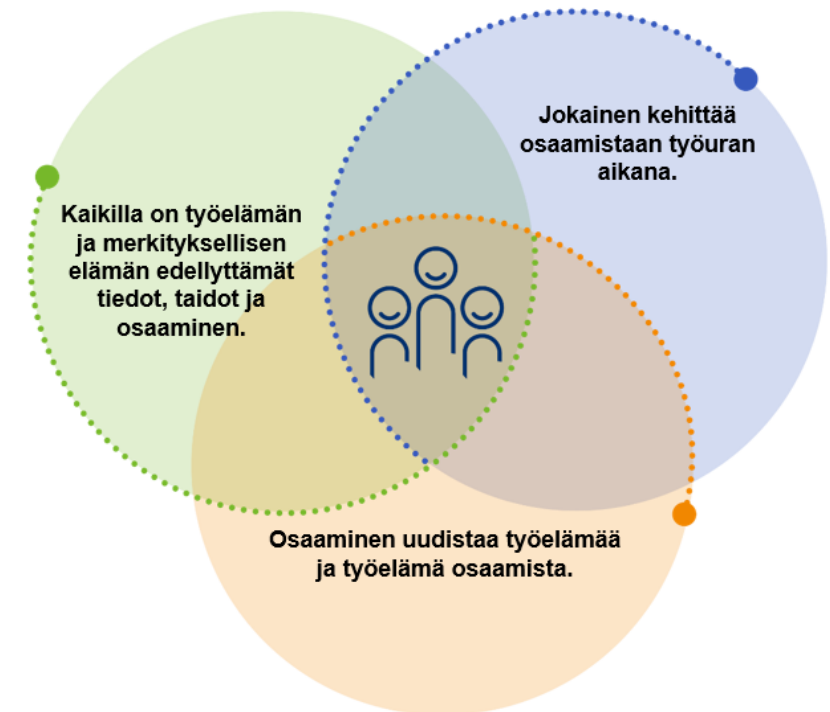 Jokainen kehittää
osaamistaan työuran
aikana.
Kaikilla on työelämän
ja merkityksellisen
elämän edellyttämät
tiedot, taidot ja
osaaminen.
Osaaminen uudistaa työelämää
ja työelämä osaamista.